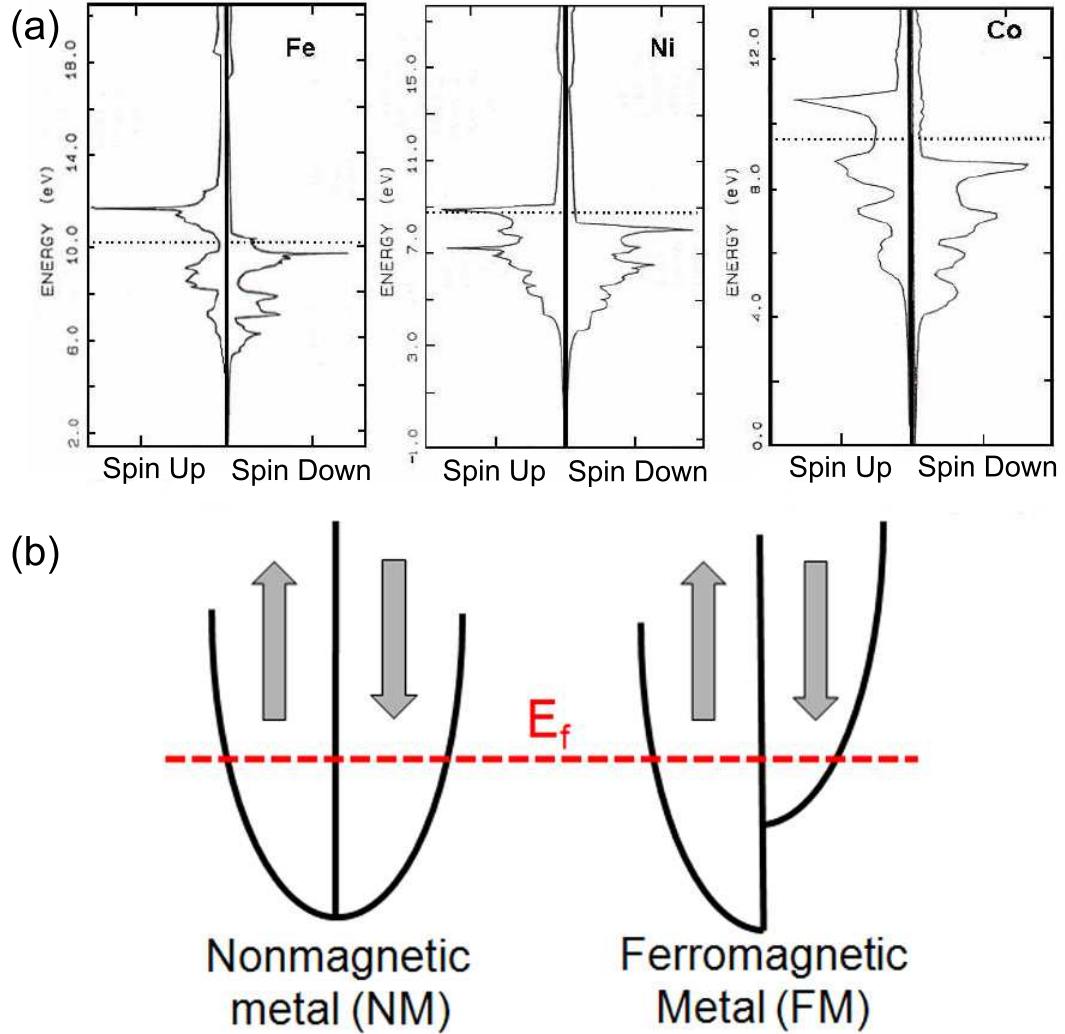 (a)
Fe
18.0
14.0
10.0
6.0
2.0
ENERGY (eV)
Spin Up Spin Down
Ni
15.0
11.0
7.0
3.0
-1.0
ENERGY (eV)
Spin Up Spin Down
Co
12.0
8.0
4.0
0.0
ENERGY (eV)
Spin Up Spin Down
(b)
Ef
Nonmagnetic
metal (NM)
Ferromagnetic
Metal (FM)